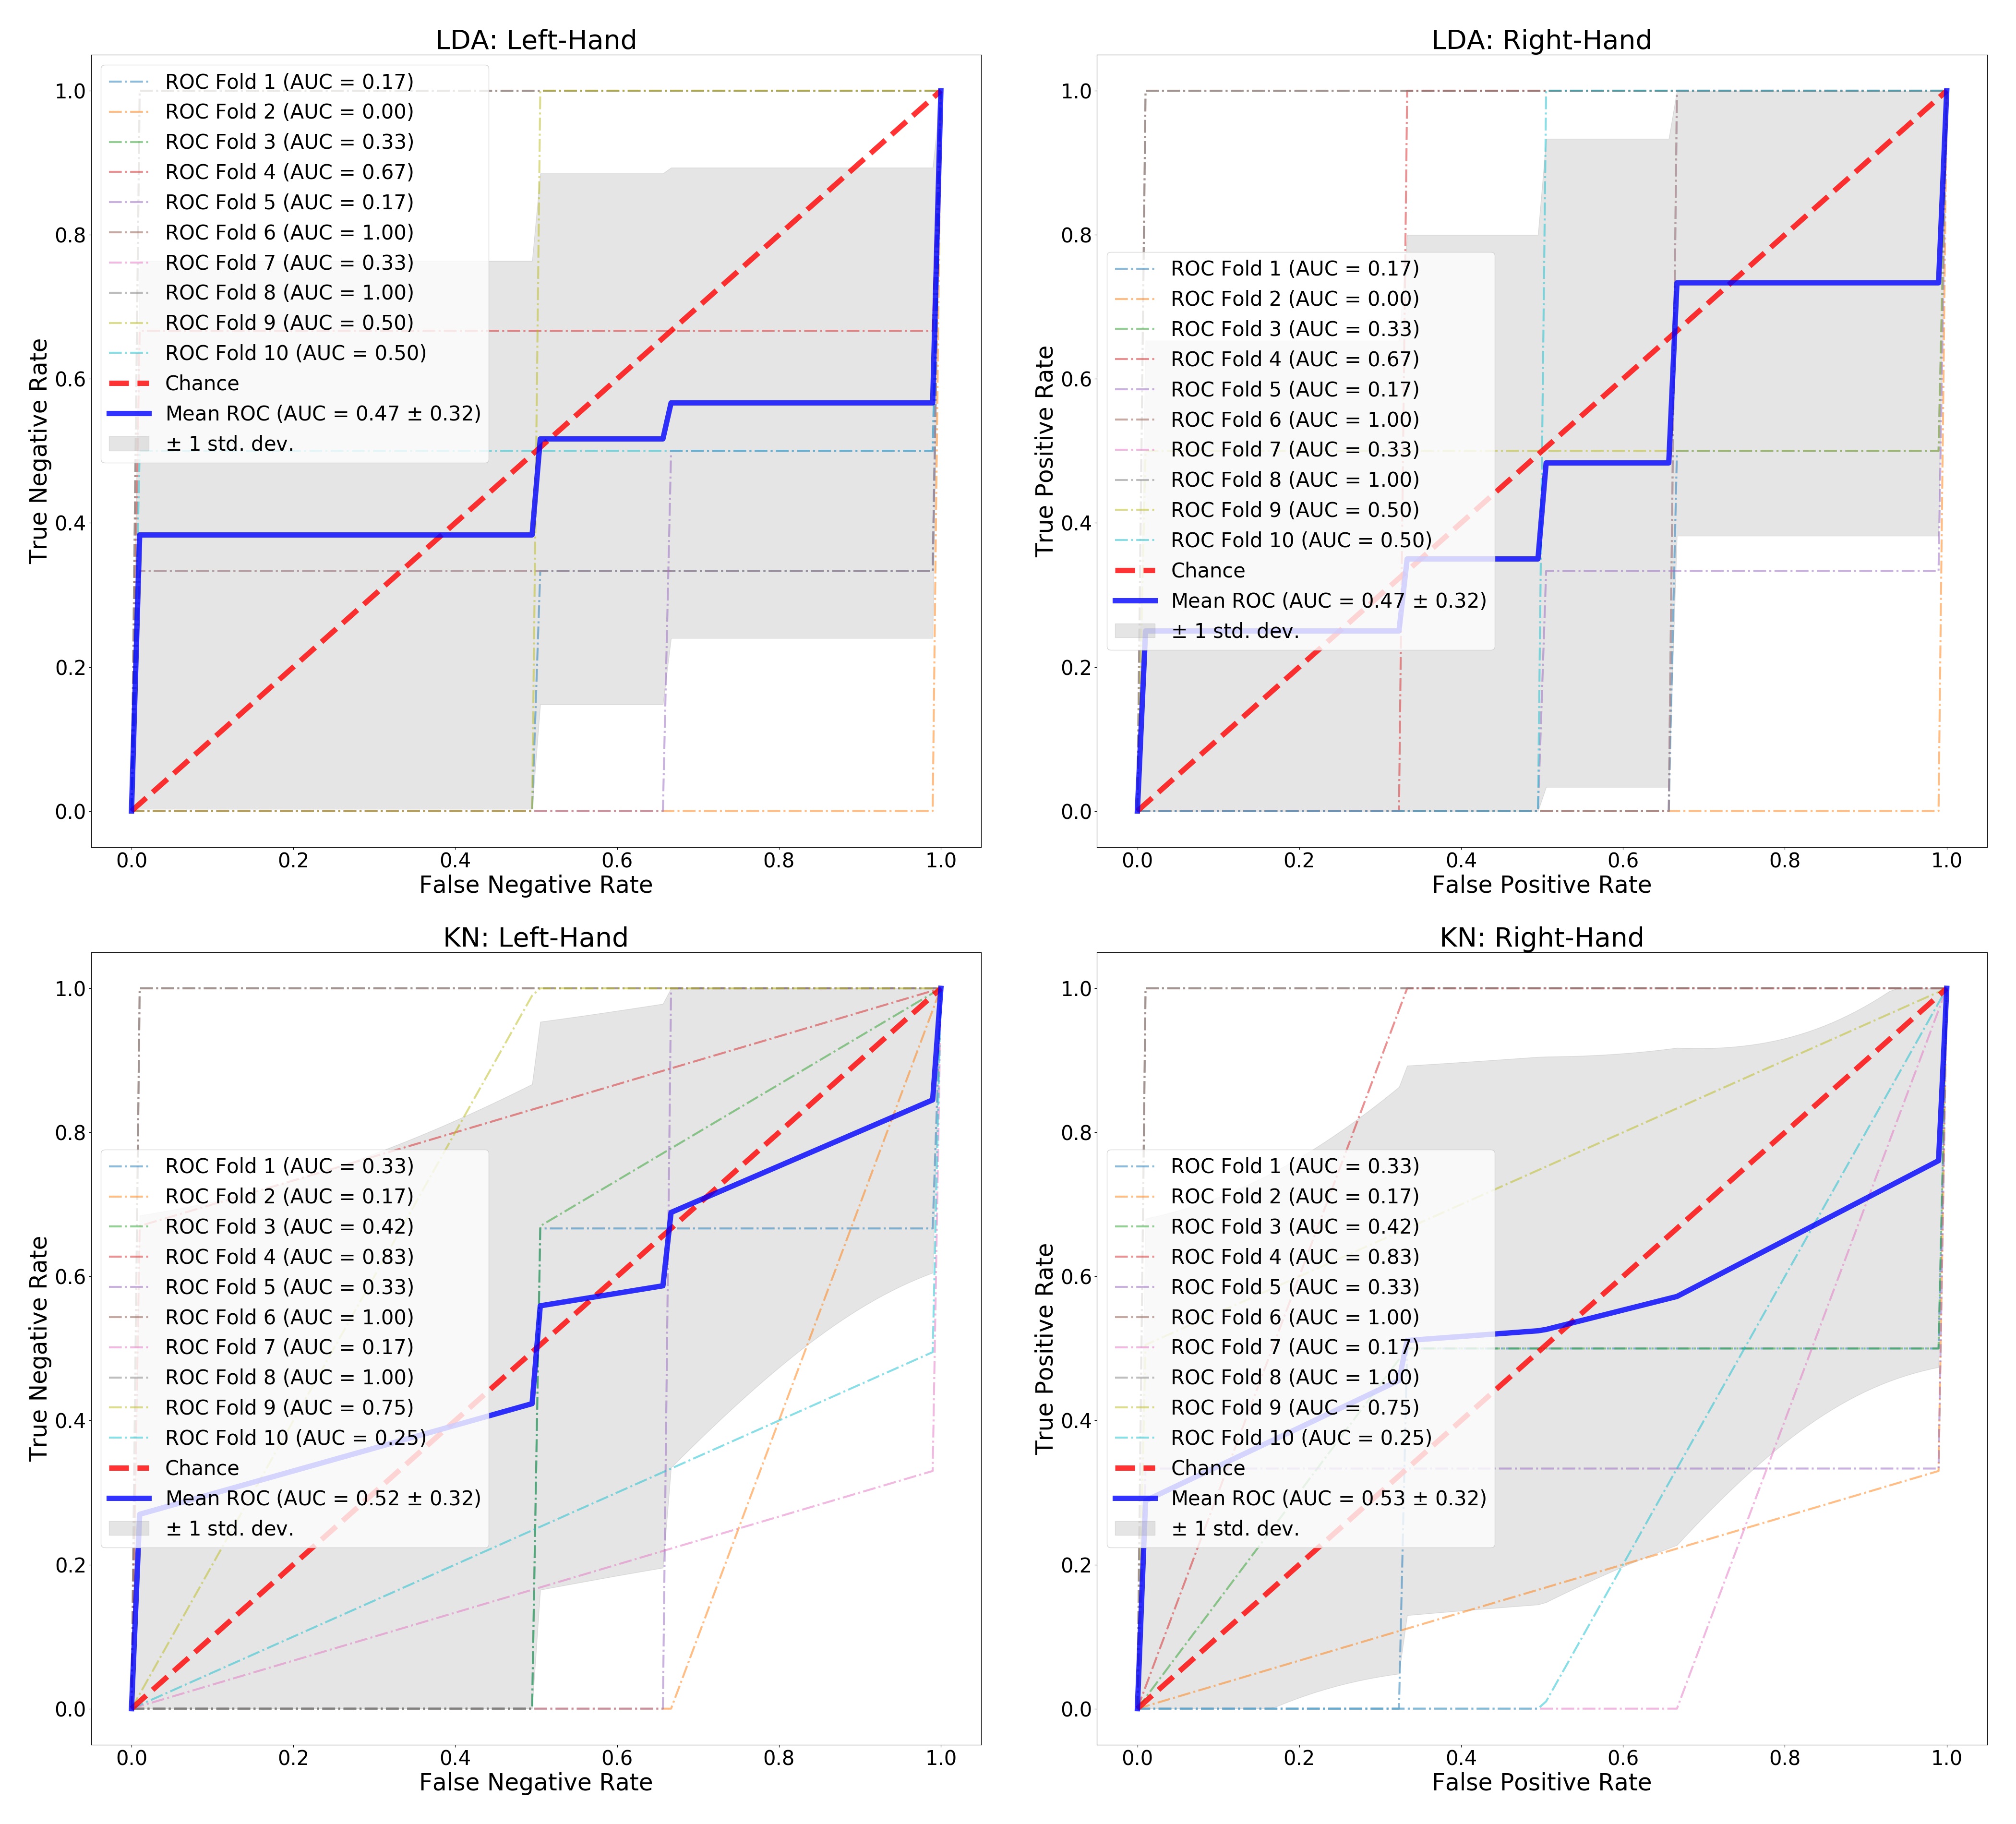 LDA: Left-Hand
True Negative Rate
1.0
0.8
0.6
0.4
0.2
0.0
ROC Fold 1 (AUC = 0.17)
ROC Fold 2 (AUC = 0.00)
ROC Fold 3 (AUC = 0.33)
ROC Fold 4 (AUC = 0.67)
ROC Fold 5 (AUC = 0.17)
ROC Fold 6 (AUC = 1.00)
ROC Fold 7 (AUC = 0.33)
ROC Fold 8 (AUC = 1.00)
ROC Fold 9 (AUC = 0.50)
ROC Fold 10 (AUC = 0.50)
Chance
Mean ROC (AUC = 0.47 ± 0.32)
± 1 std. dev.
0.0 0.2 0.4 0.6 0.8 1.0
False Negative Rate
LDA: Right-Hand
True Positive Rate
1.0
0.8
0.6
0.4
0.2
0.0
ROC Fold 1 (AUC = 0.17)
ROC Fold 2 (AUC = 0.00)
ROC Fold 3 (AUC = 0.33)
ROC Fold 4 (AUC = 0.67)
ROC Fold 5 (AUC = 0.17)
ROC Fold 6 (AUC = 1.00)
ROC Fold 7 (AUC = 0.33)
ROC Fold 8 (AUC = 1.00)
ROC Fold 9 (AUC = 0.50)
ROC Fold 10 (AUC = 0.50)
Chance
Mean ROC (AUC = 0.47 ± 0.32)
± 1 std. dev.
0.0 0.2 0.4 0.6 0.8 1.0
False Positive Rate
KN: Left-Hand
True Negative Rate
1.0
0.8
0.6
0.4
0.2
0.0
ROC Fold 1 (AUC = 0.33)
ROC Fold 2 (AUC = 0.17)
ROC Fold 3 (AUC = 0.42)
ROC Fold 4 (AUC = 0.83)
ROC Fold 5 (AUC = 0.33)
ROC Fold 6 (AUC = 1.00)
ROC Fold 7 (AUC = 0.17)
ROC Fold 8 (AUC = 1.00)
ROC Fold 9 (AUC = 0.75)
ROC Fold 10 (AUC = 0.25)
Chance
Mean ROC (AUC = 0.52 ± 0.32)
± 1 std. dev.
0.0 0.2 0.4 0.6 0.8 1.0
False Negative Rate
KN: Right-Hand
True Positive Rate
1.0
0.8
0.6
0.4
0.2
0.0
ROC Fold 1 (AUC = 0.33)
ROC Fold 2 (AUC = 0.17)
ROC Fold 3 (AUC = 0.42)
ROC Fold 4 (AUC = 0.83)
ROC Fold 5 (AUC = 0.33)
ROC Fold 6 (AUC = 1.00)
ROC Fold 7 (AUC = 0.17)
ROC Fold 8 (AUC = 1.00)
ROC Fold 9 (AUC = 0.75)
ROC Fold 10 (AUC = 0.25)
Chance
Mean ROC (AUC = 0.53 ± 0.32)
± 1 std. dev.
0.0 0.2 0.4 0.6 0.8 1.0
False Positive Rate